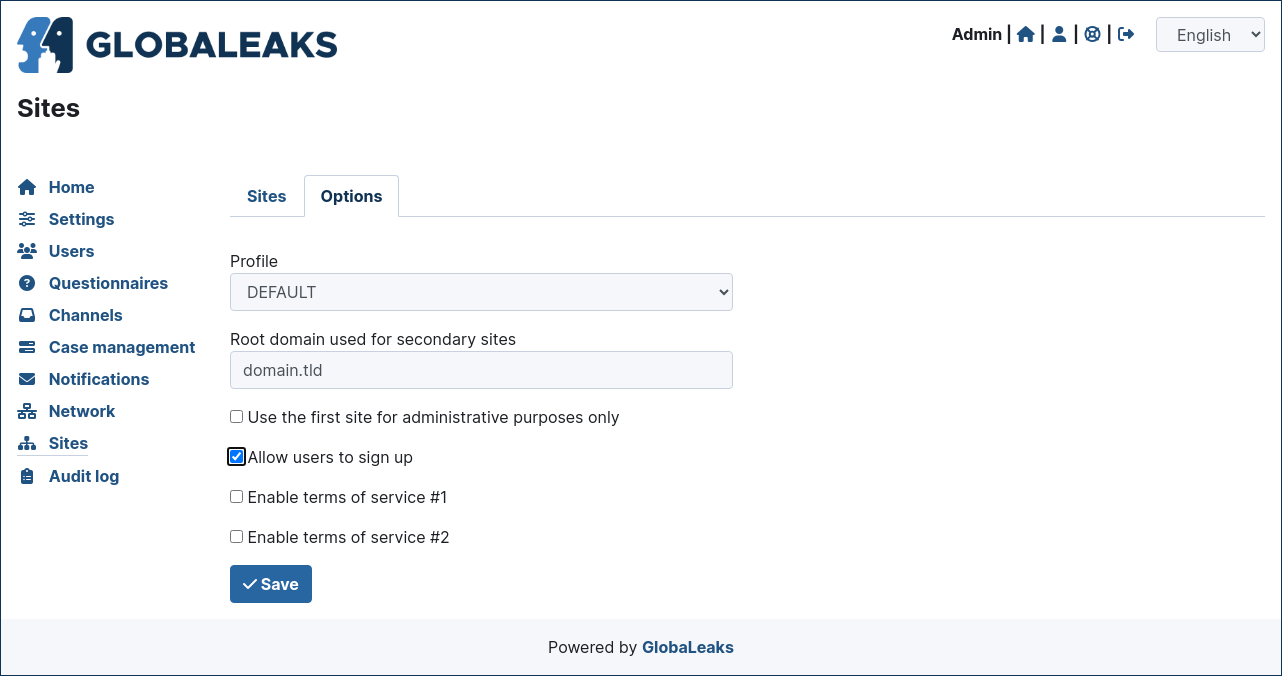 GLOBALEAKS
Admin | | | |
English
Sites
Home
Settings
Users
Questionnaires
Channels
Case management
Notifications
Network
Sites
Audit log
Sites
Options
Profile
DEFAULT
Root domain used for secondary sites
domain.tld
Use the first site for administrative purposes only
Allow users to sign up
Enable terms of service #1
Enable terms of service #2
Save
Powered by GlobaLeaks